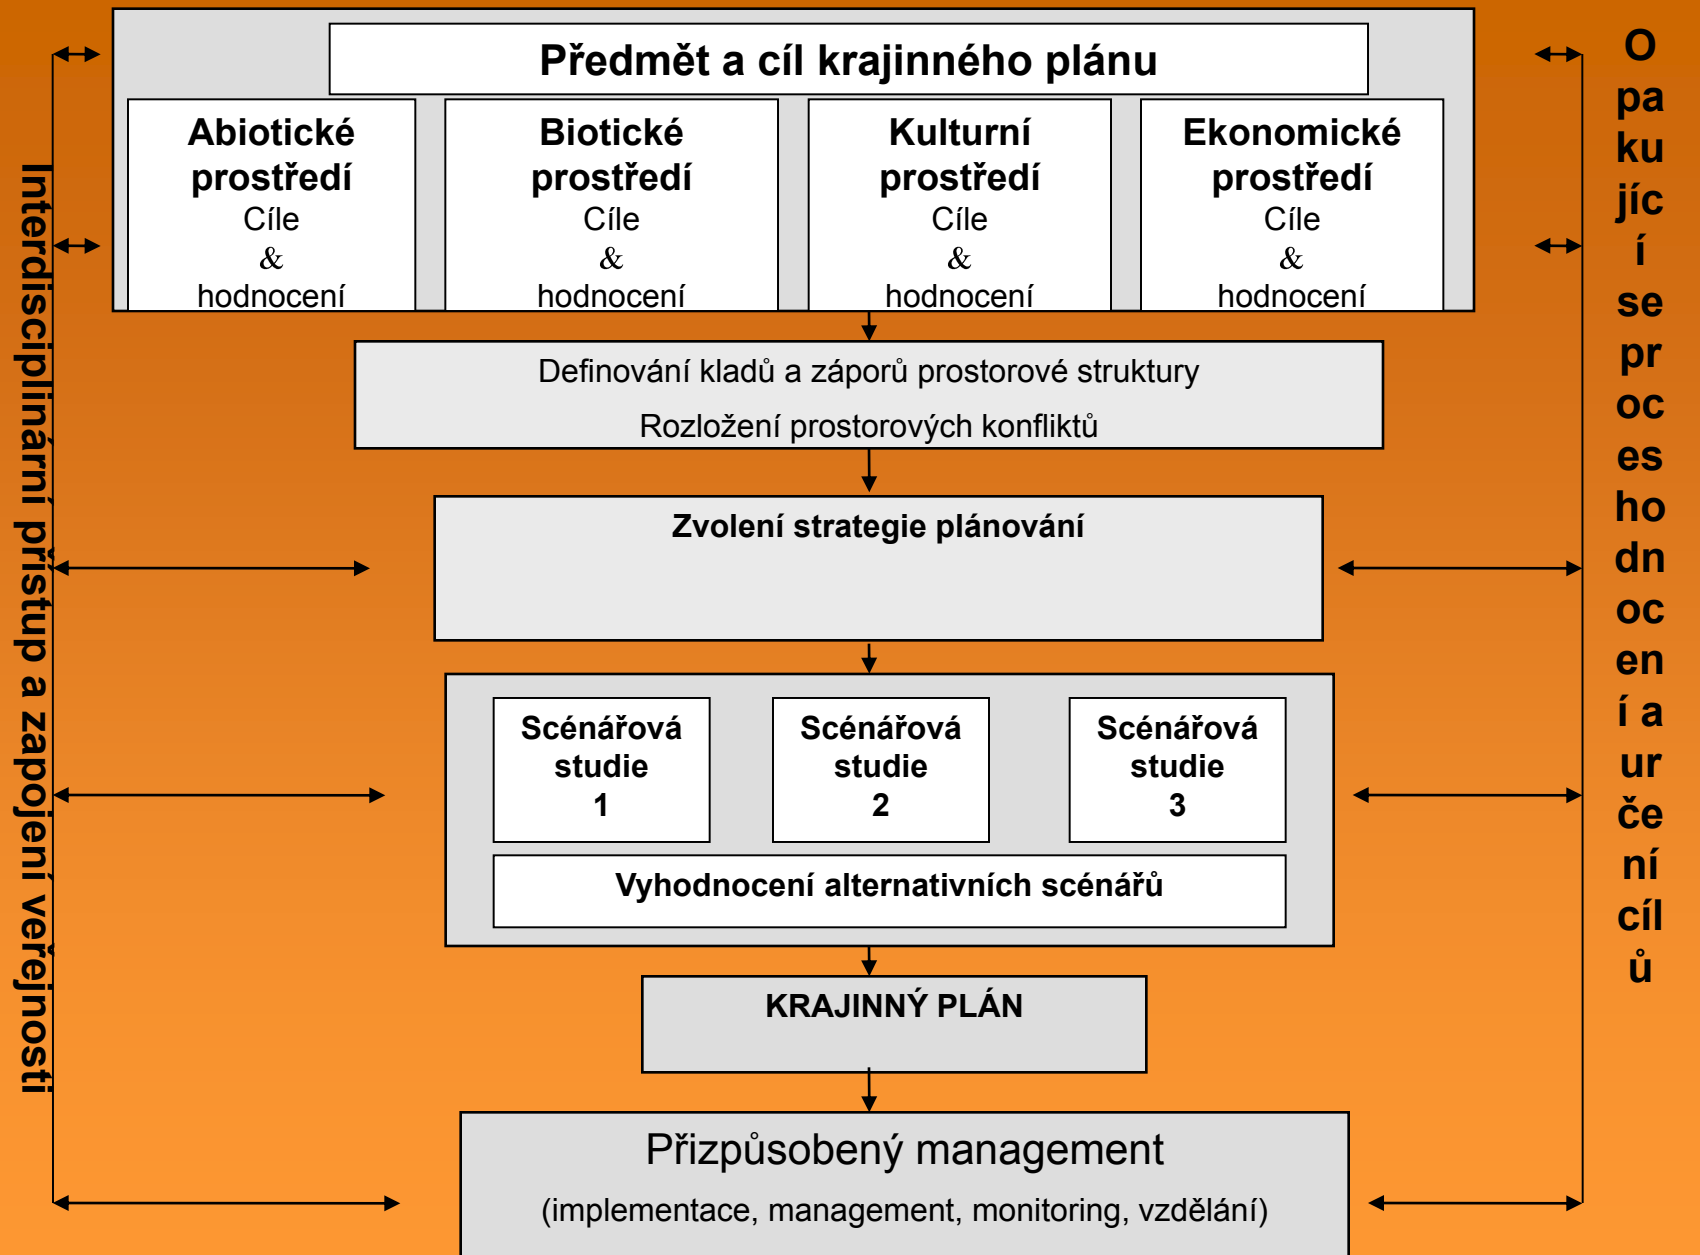 Předmět a cíl krajinného plánu
Abiotické
prostředí
Cíle
&
hodnocení
Biotické
prostředí
Cíle
&
hodnocení
Kulturní
prostředí
Cíle
&
hodnocení
Ekonomické
prostředí
Cíle
&
hodnocení
Definování kladů a záporů prostorové struktury
Rozložení prostorových konfliktů
Zvolení strategie plánování
Scénářová
studie
1
Scénářová
studie
2
Scénářová
studie
3
Vyhodnocení alternativních scénářů
KRAJINNÝ PLÁN
Přizpůsobený management
(implementace, management, monitoring, vzdělání)
Interdisciplinární přístup a zapojení veřejnosti
O
pa
ku
jíc
í
se
pr
oc
es
ho
dn
oc
en
í a
ur
če
ní
cíl
ů